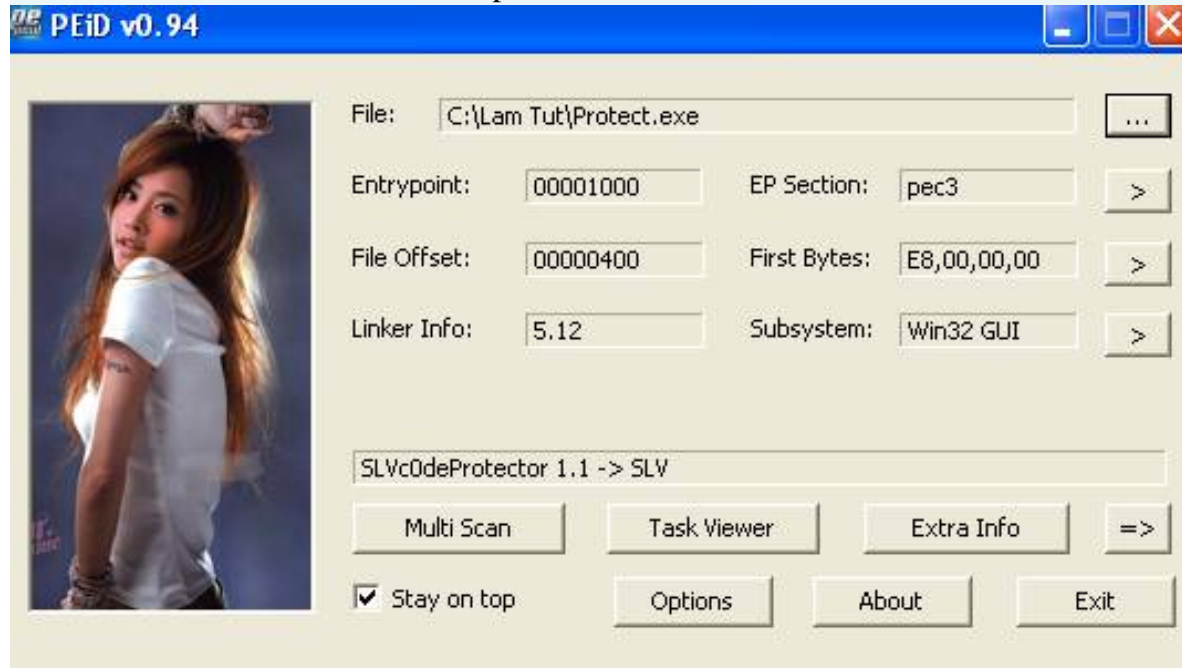 PEiD v0.94
File: C:\Lam Tut\Protect.exe ...
Entrypoint: 00001000 EP Section: pec3 >
File Offset: 00000400 First Bytes: E8,00,00,00 >
Linker Info: 5.12 Subsystem: Win32 GUI >
SLVc0deProtector 1.1 -> SLV
Multi Scan Task Viewer Extra Info =>
Stay on top Options About Exit